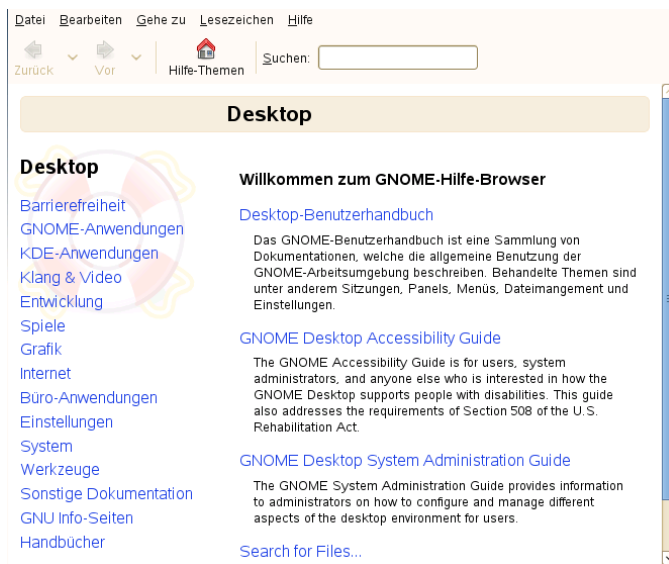 Datei Bearbeiten Gehe zu Lesezeichen Hilfe
Zurück Vor Hilfe-Themen Suchen:
Desktop
Desktop
Barrierefreiheit
GNOME-Anwendungen
KDE-Anwendungen
Klang & Video
Entwicklung
Spiele
Grafik
Internet
Büro-Anwendungen
Einstellungen
System
Werkzeuge
Sonstige Dokumentation
GNU Info-Seiten
Handbücher
Willkommen zum GNOME-Hilfe-Browser
Desktop-Benutzerhandbuch
Das GNOME-Benutzerhandbuch ist eine Sammlung von
Dokumentationen, welche die allgemeine Benutzung der
GNOME-Arbeitsumgebung beschreiben. Behandelte Themen sind
unter anderem Sitzungen, Panels, Menüs, Dateimangement und
Einstellungen.
GNOME Desktop Accessibility Guide
The GNOME Accessibility Guide is for users, system
administrators, and anyone else who is interested in how the
GNOME Desktop supports people with disabilities. This guide
also addresses the requirements of Section 508 of the U.S.
Rehabilitation Act.
GNOME Desktop System Administration Guide
The GNOME System Administration Guide provides information
to administrators on how to configure and manage different
aspects of the desktop environment for users.
Search for Files...